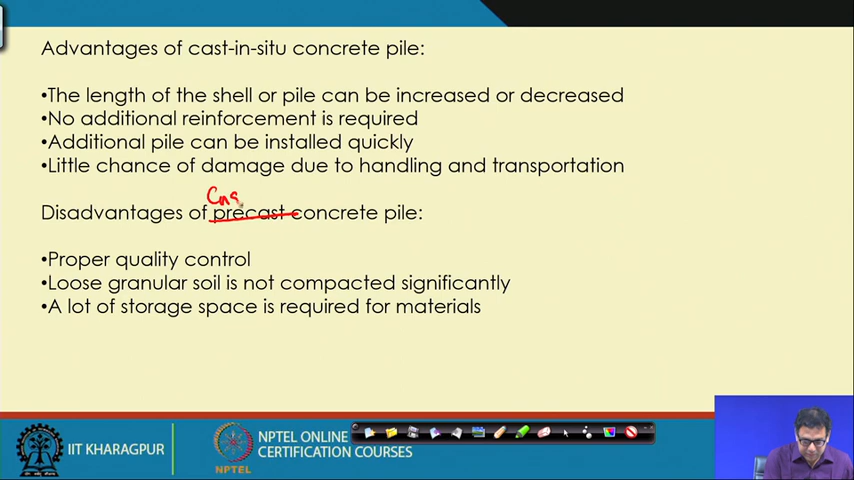 Advantages of cast-in-situ concrete pile:
•The length of the shell or pile can be increased or decreased
•No additional reinforcement is required
•Additional pile can be installed quickly
•Little chance of damage due to handling and transportation
Cas
Disadvantages of precast concrete pile:
•Proper quality control
•Loose granular soil is not compacted significantly
•A lot of storage space is required for materials
IIT KHARAGPUR
NPTEL
NPTEL ONLINE
CERTIFICATION COURSES